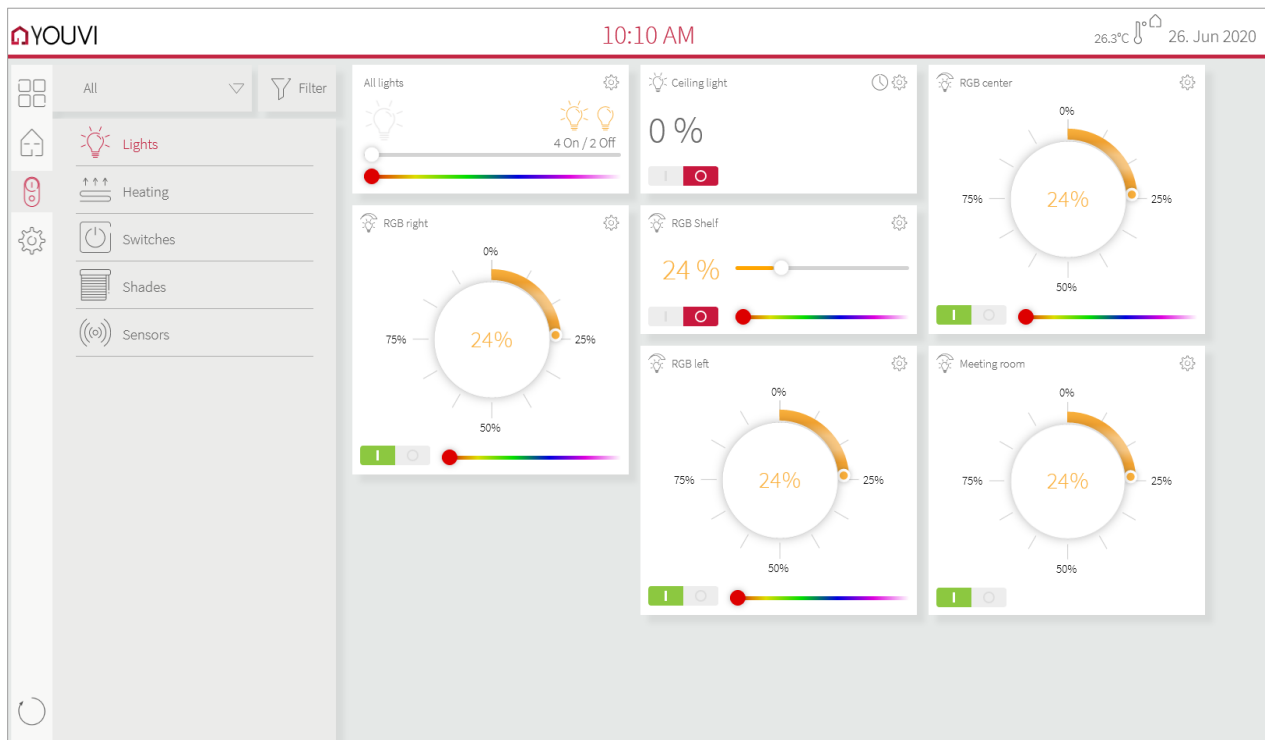 YOUVI
10:10 AM
26.3°C
26. Jun 2020
All
Filter
Lights
Heating
Switches
Shades
Sensors
All lights
4 On / 2 Off
Ceiling light
0 %
RGB center
0%
75%
24%
25%
50%
RGB right
0%
75%
24%
25%
50%
RGB Shelf
24 %
RGB left
0%
75%
24%
25%
50%
Meeting room
0%
75%
24%
25%
50%